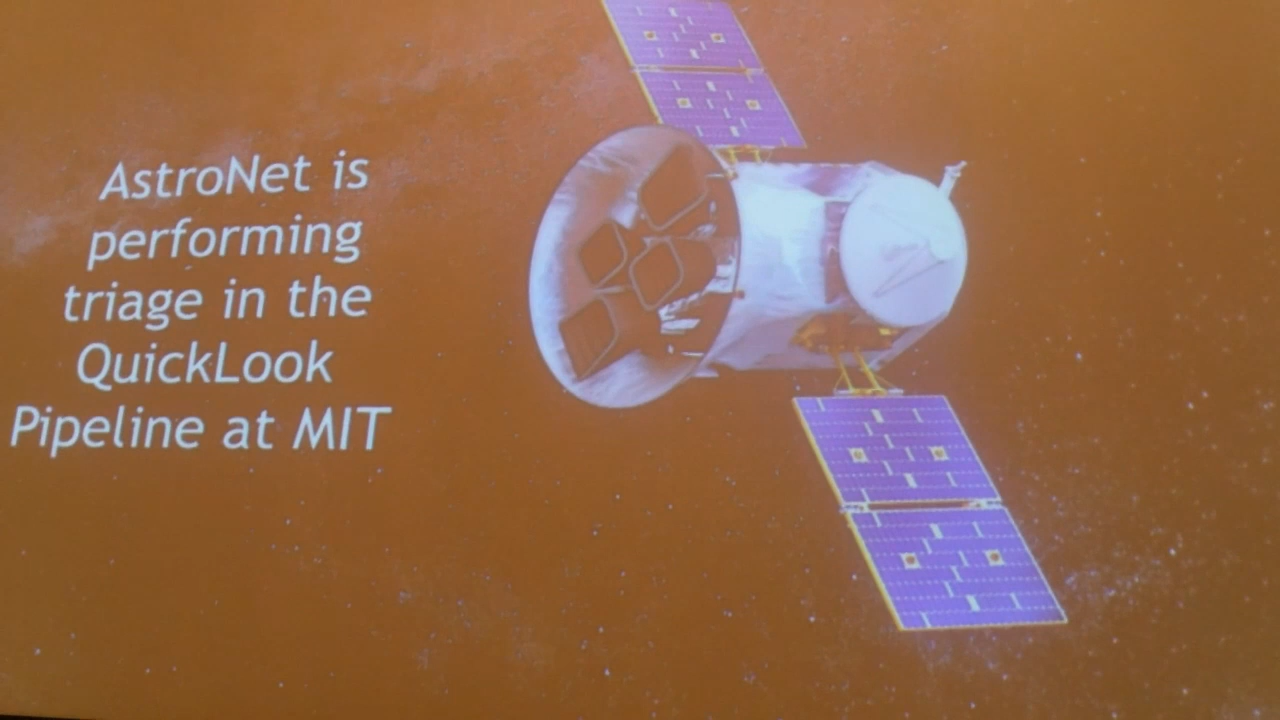 AstroNet is
performing
triage in the
QuickLook
Pipeline at MIT